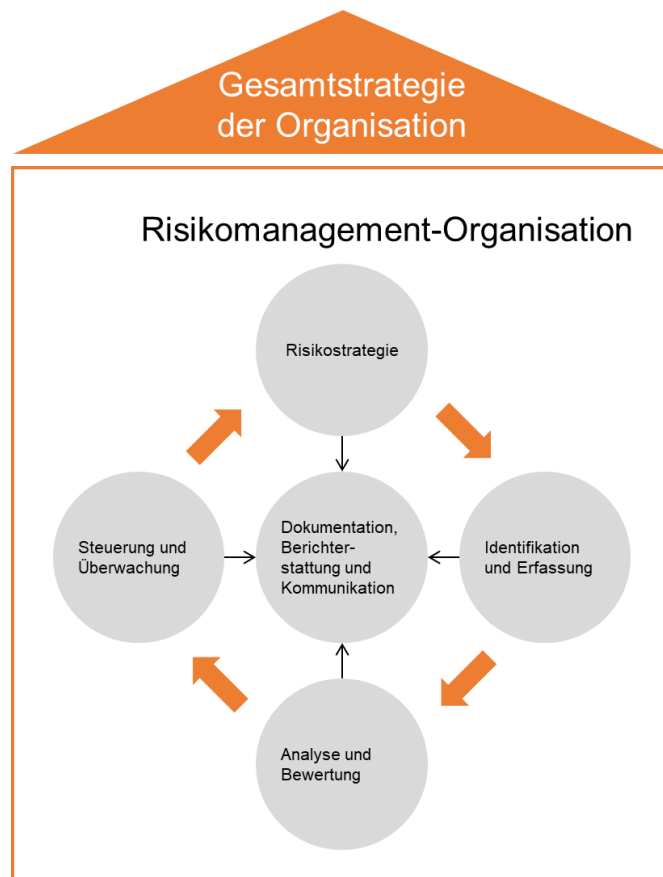 Gesamtstrategie
der Organisation
Risikomanagement-Organisation
Risikostrategie
Steuerung und
Überwachung
Dokumentation,
Berichter-
stattung und
Kommunikation
Identifikation
und Erfassung
Analyse und
Bewertung